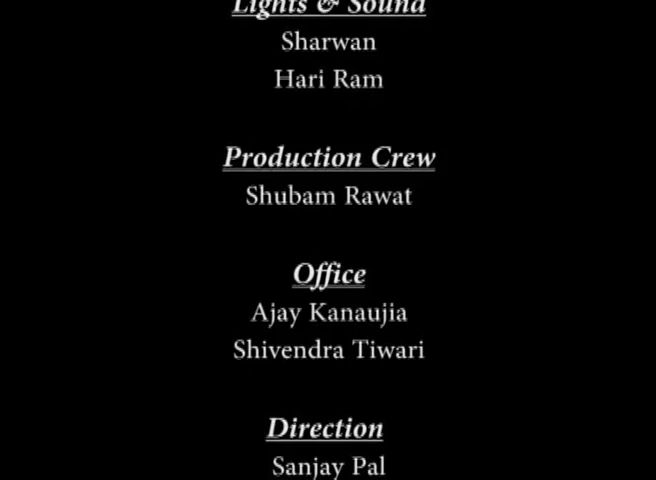 Lights & Sound
Sharwan
Hari Ram
Production Crew
Shubam Rawat
Office
Ajay Kanaujia
Shivendra Tiwari
Direction
Sanjay Pal